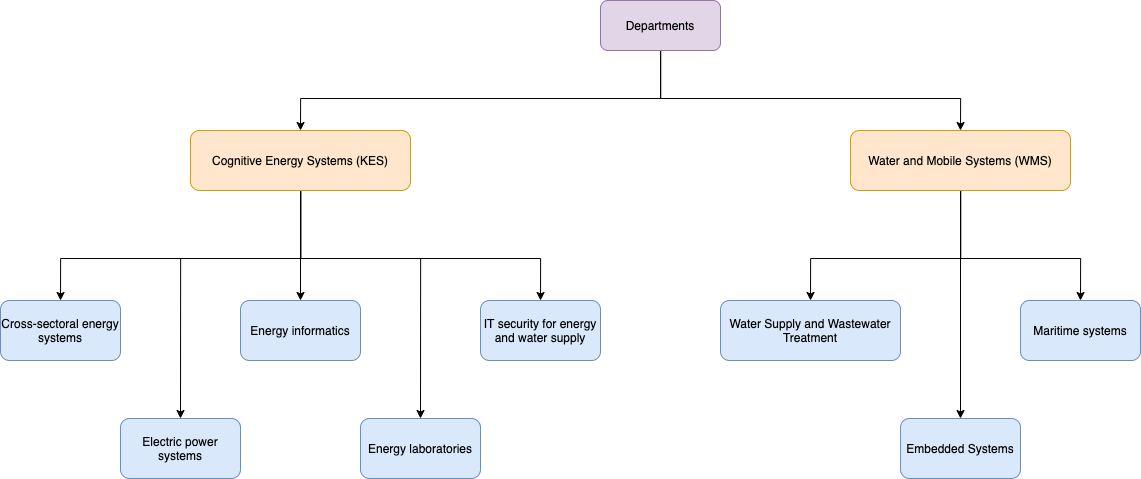 Departments
Cognitive Energy Systems (KES)
Water and Mobile Systems (WMS)
Cross-sectoral energy
systems
Energy informatics
IT security for energy
and water supply
Water Supply and Wastewater
Treatment
Maritime systems
Electric power
systems
Energy laboratories
Embedded Systems